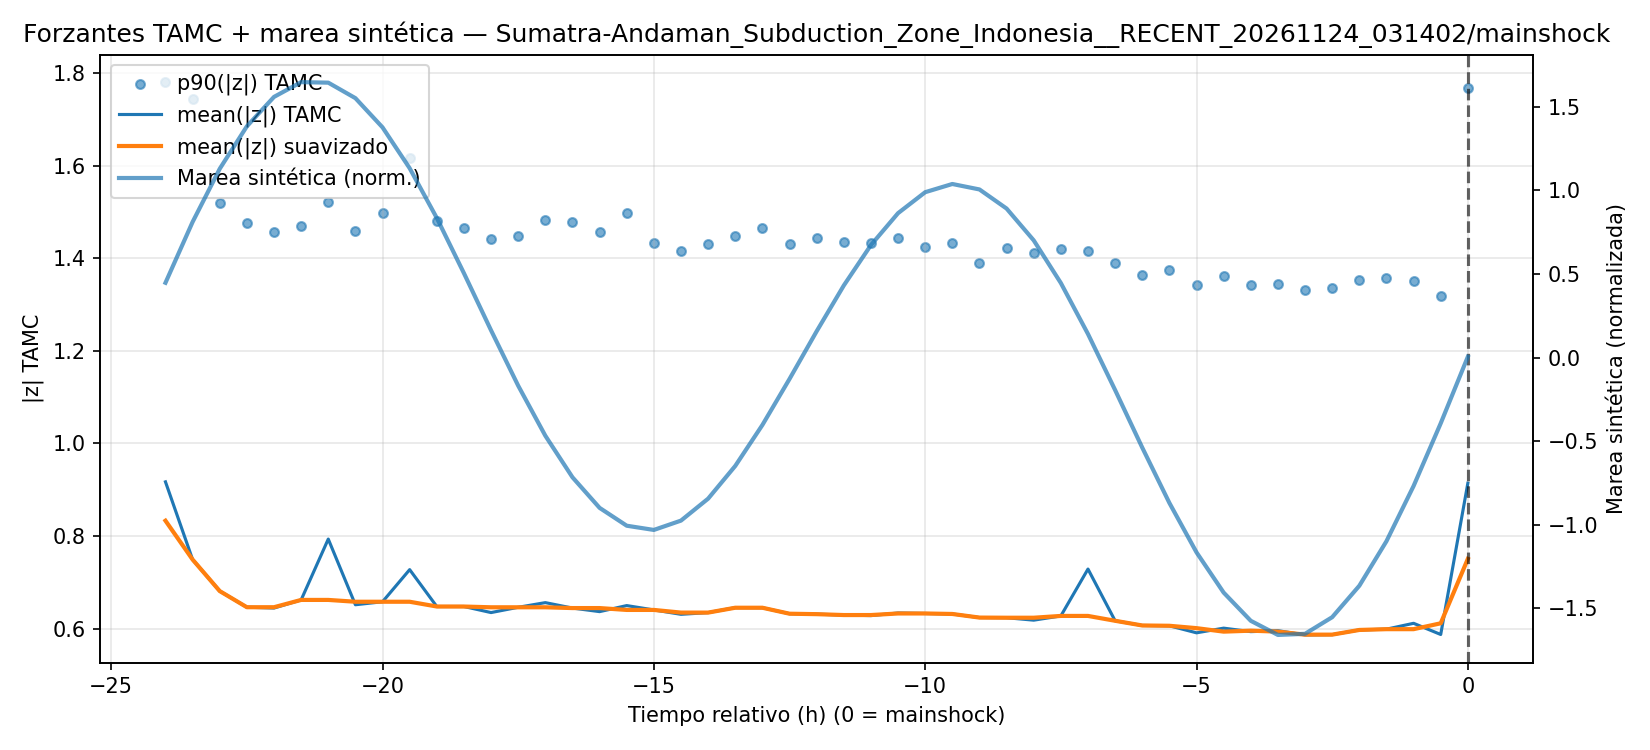 Forzantes TAMC + marea sintética — Sumatra-Andaman_Subduction_Zone_Indonesia__RECENT_20261124_031402/mainshock
p90(|z|) TAMC
mean(|z|) TAMC
mean(|z|) suavizado
Marea sintética (norm.)
|z| TAMC
1.8
1.6
1.4
1.2
1.0
0.8
0.6
Marea sintética (normalizada)
1.5
1.0
0.5
0.0
−0.5
−1.0
−1.5
−25
−20
−15
−10
−5
0
Tiempo relativo (h) (0 = mainshock)